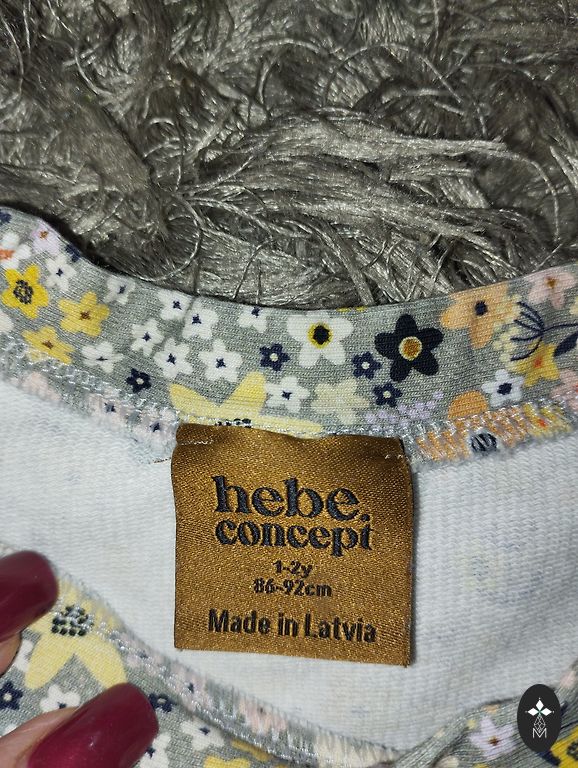 hebe.
concept
1-2y
86-92cm
Made in Latvia